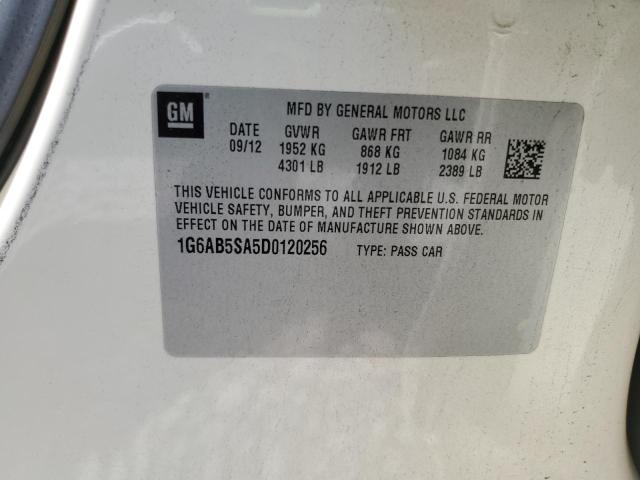 GM ®
MFD BY GENERAL MOTORS LLC
DATE GVWR GAWR FRT GAWR RR
09/12 1952 KG 868 KG 1084 KG
4301 LB 1912 LB 2389 LB
THIS VEHICLE CONFORMS TO ALL APPLICABLE U.S. FEDERAL MOTOR
VEHICLE SAFETY, BUMPER, AND THEFT PREVENTION STANDARDS IN
EFFECT ON THE DATE OF MANUFACTURE SHOWN ABOVE.
1G6AB5SA5D0120256 TYPE: PASS CAR